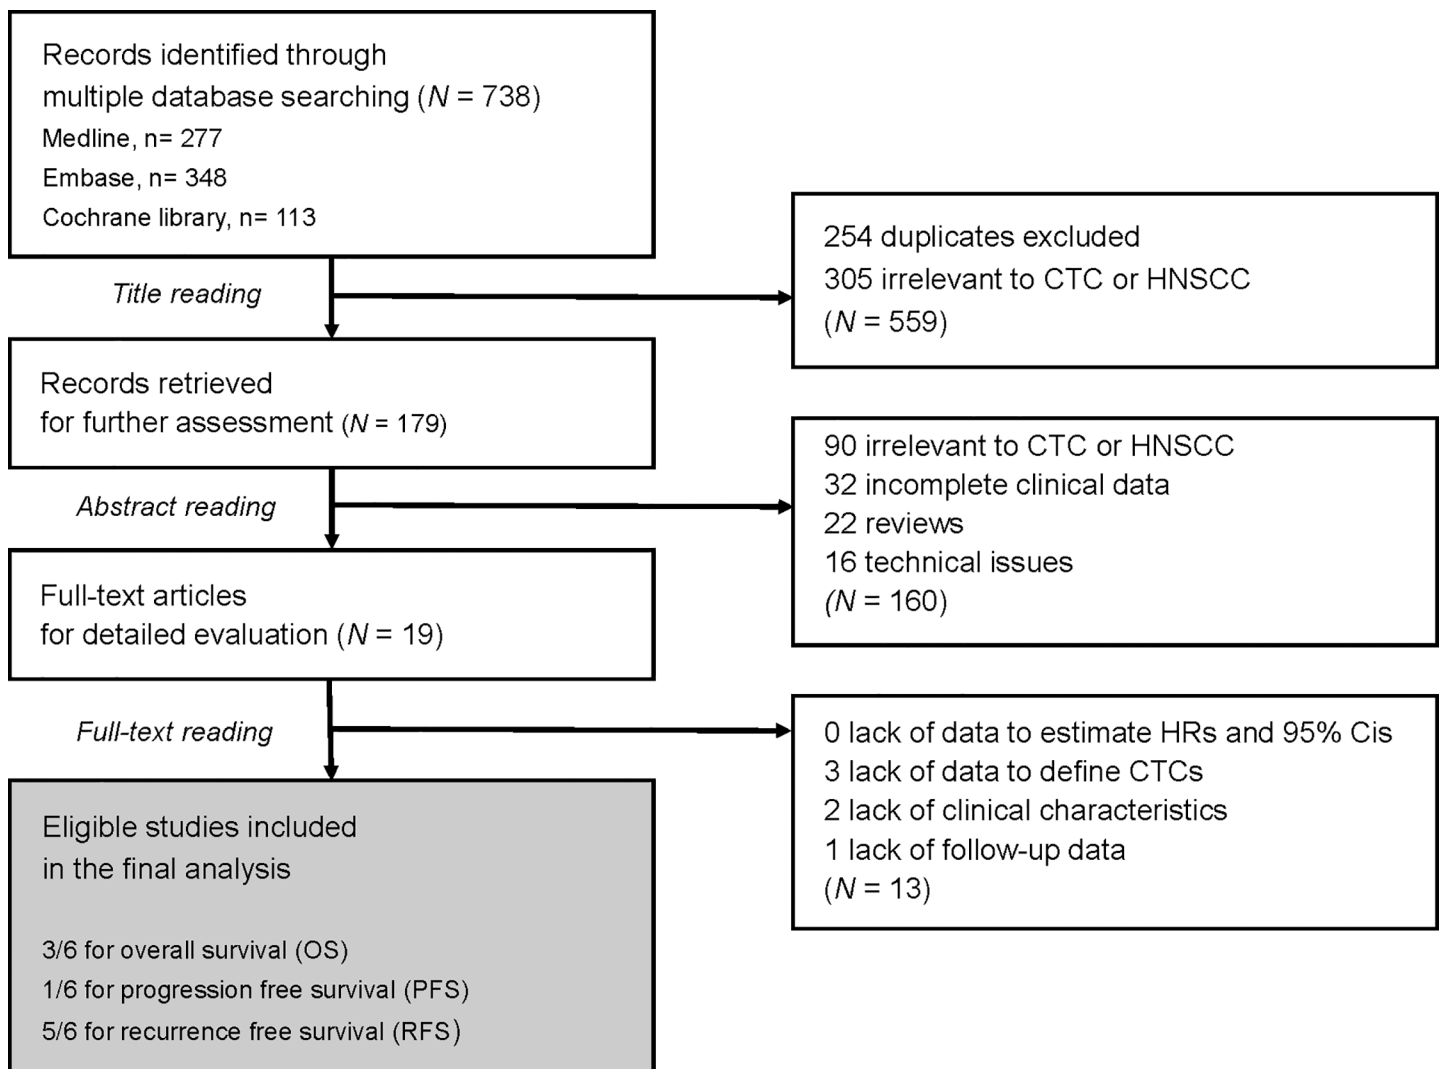 Records identified through
multiple database searching (N = 738)
Medline, n= 277
Embase, n= 348
Cochrane library, n= 113
Title reading
254 duplicates excluded
305 irrelevant to CTC or HNSCC
(N = 559)
Records retrieved
for further assessment (N = 179)
Abstract reading
90 irrelevant to CTC or HNSCC
32 incomplete clinical data
22 reviews
16 technical issues
(N = 160)
Full-text articles
for detailed evaluation (N = 19)
Full-text reading
0 lack of data to estimate HRs and 95% Cis
3 lack of data to define CTCs
2 lack of clinical characteristics
1 lack of follow-up data
(N = 13)
Eligible studies included
in the final analysis
3/6 for overall survival (OS)
1/6 for progression free survival (PFS)
5/6 for recurrence free survival (RFS)